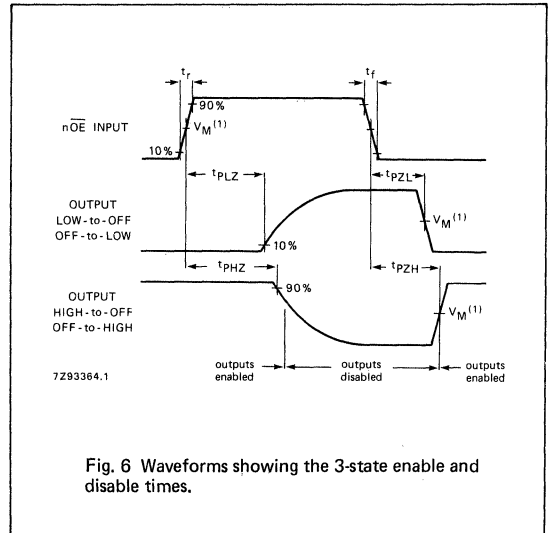 tr
tf
90%
nOE INPUT
VM(1)
10%
tPLZ
tPZL
OUTPUT
LOW-to-OFF
OFF-to-LOW
VM(1)
10%
tPHZ
tPZH
90%
OUTPUT
HIGH-to-OFF
OFF-to-HIGH
VM(1)
outputs
enabled
outputs
disabled
outputs
enabled
7Z93364.1
Fig. 6 Waveforms showing the 3-state enable and
disable times.